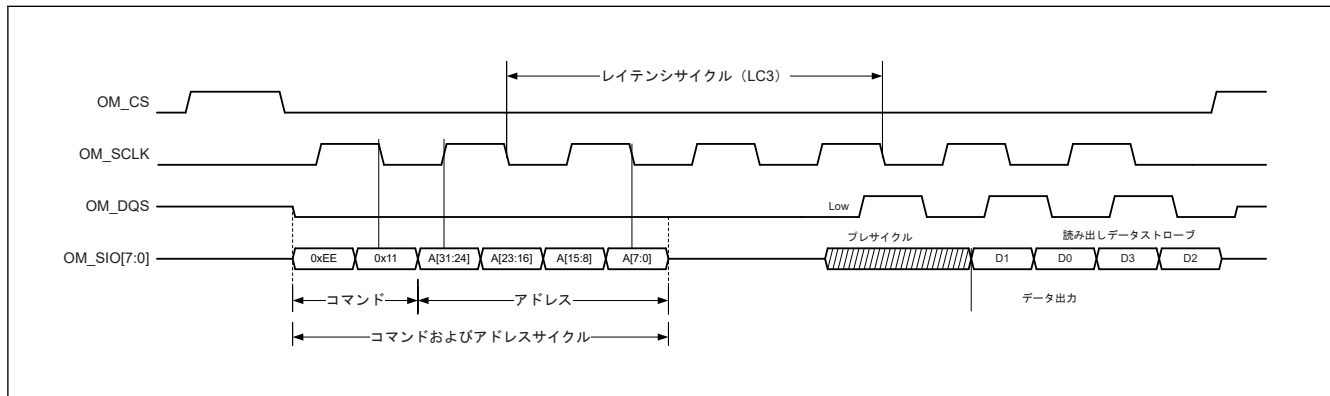 レイテンシサイクル（LC3）
OM_CS
OM_SCLK
OM_DQS
Low
プレサイクル
読み出しデータストローブ
OM_SIO[7:0]
0xEE
0x11
A[31:24]
A[23:16]
A[15:8]
A[7:0]
D1
D0
D3
D2
コマンド
アドレス
データ出力
コマンドおよびアドレスサイクル